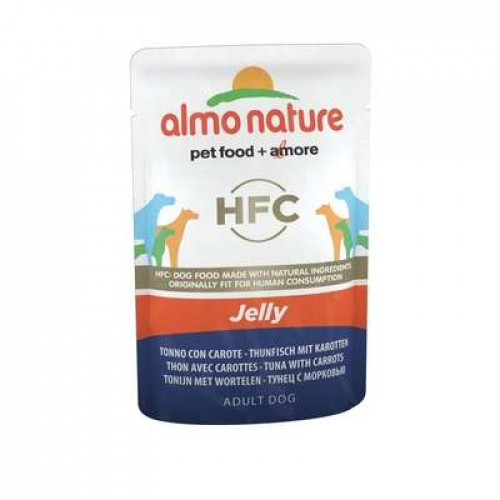 almo nature
pet food + almore
HFC
HFC: DOG FOOD MADE WITH NATURAL INGREDIENTS
ORIGINALLY FIT FOR HUMAN CONSUMPTION
Jelly
TONNO CON CAROTE · THUNFISCH MIT KAROTTEN
THON AVEC CAROTTES · TUNA WITH CARROTS
TONIJN MET WORTELEN · ТУНЕЦ С МОРКОВЬЮ
ADULT DOG